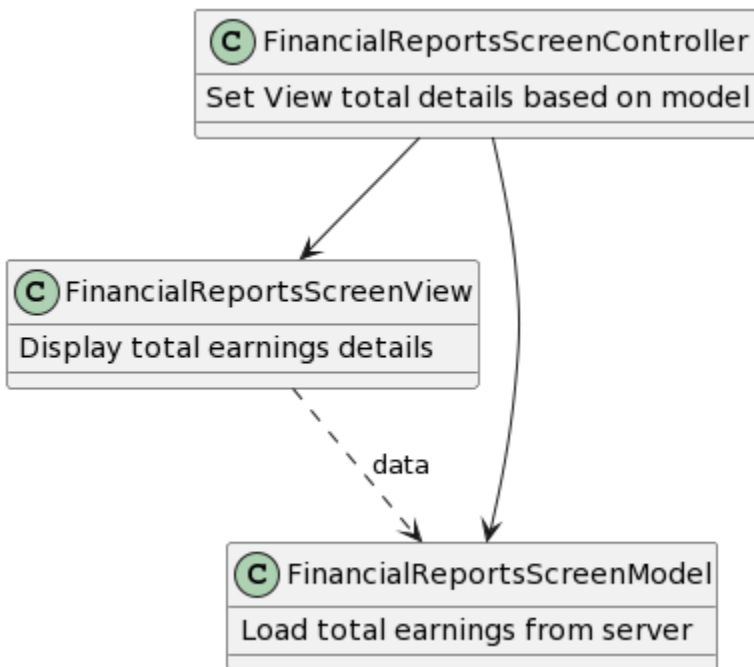 C FinancialReportsScreenController
Set View total details based on model
C FinancialReportsScreenView
Display total earnings details
data
C FinancialReportsScreenModel
Load total earnings from server